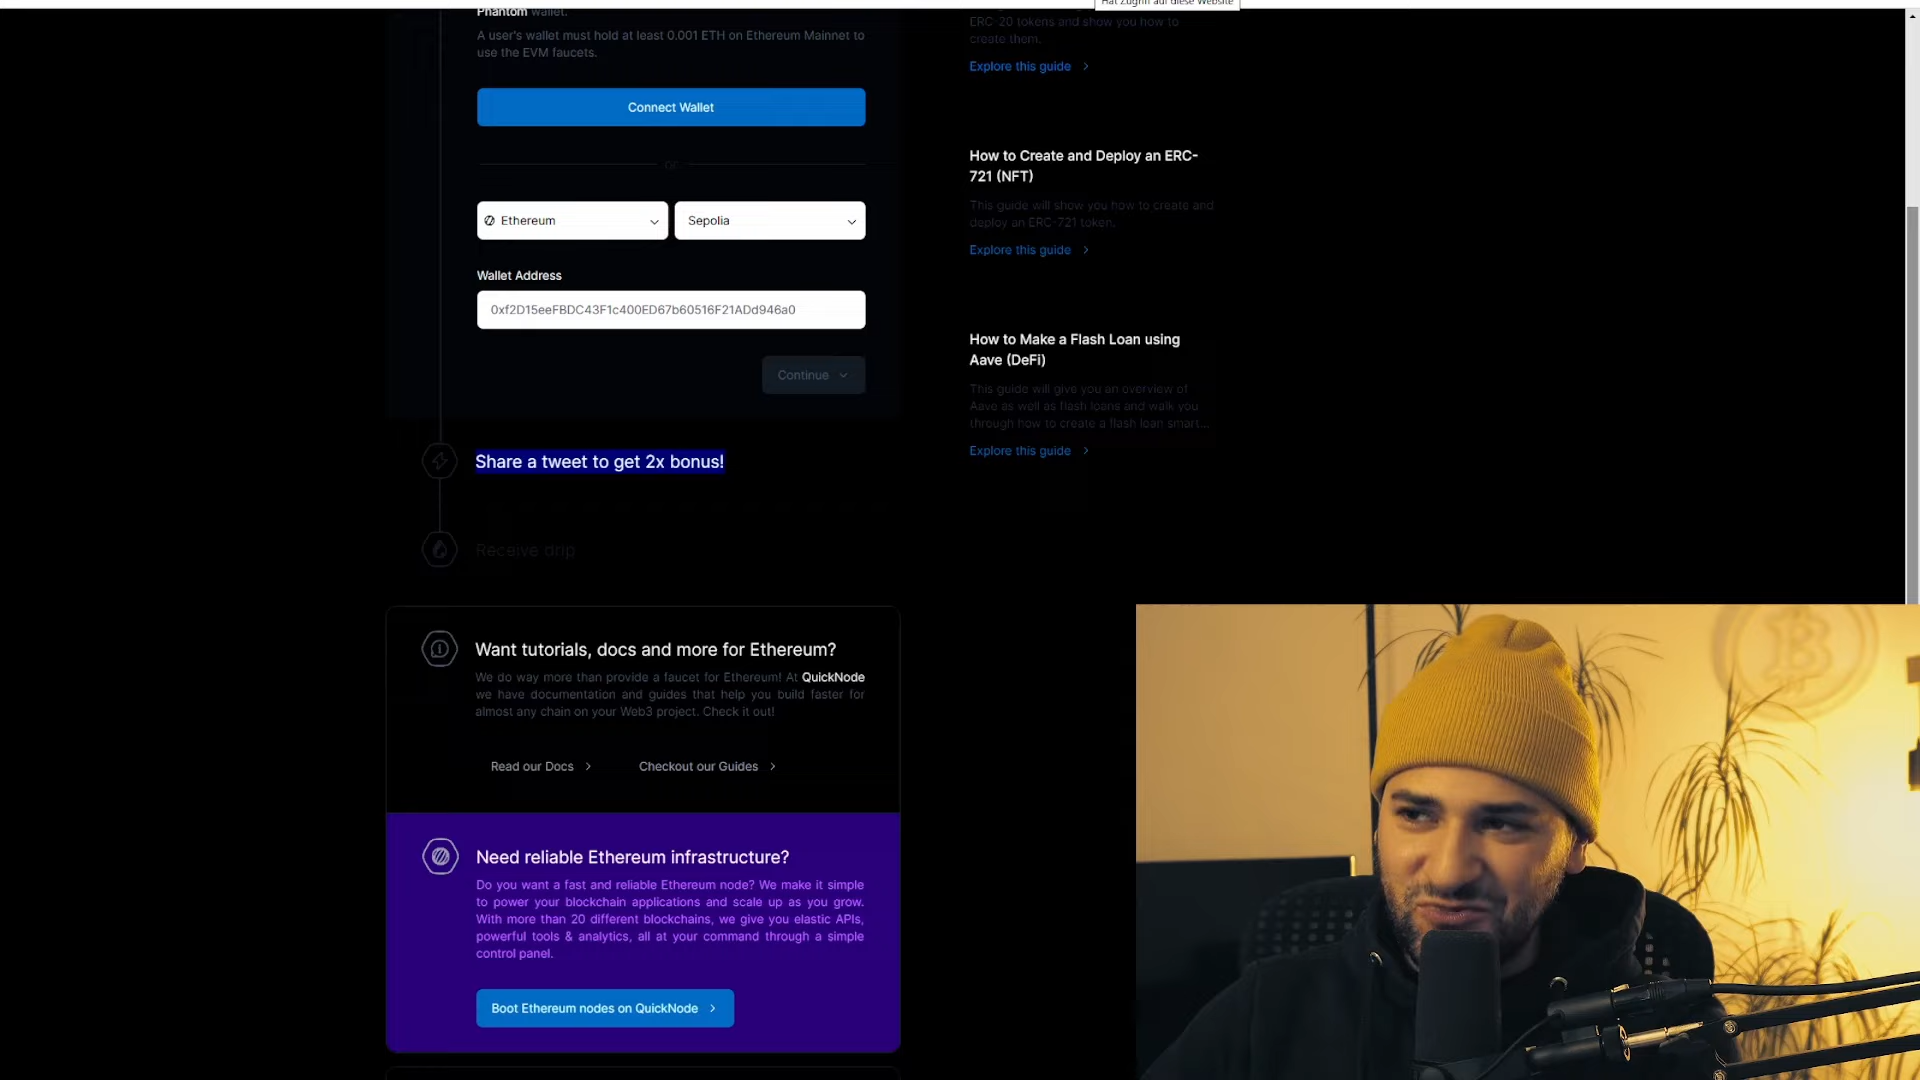 Phantom wallet.
A user's wallet must hold at least 0.001 ETH on Ethereum Mainnet to
use the EVM faucets.
Connect Wallet
or
Ethereum
Sepolia
Wallet Address
0xf2D15eeFBDC43F1c400ED67b60516F21ADd946a0
Continue
Share a tweet to get 2x bonus!
Receive drip
Want tutorials, docs and more for Ethereum?
We do way more than provide a faucet for Ethereum! At QuickNode
we have documentation and guides that help you build faster for
almost any chain on your Web3 project. Check it out!
Read our Docs
Checkout our Guides
Need reliable Ethereum infrastructure?
Do you want a fast and reliable Ethereum node? We make it simple
to power your blockchain applications and scale up as you grow.
With more than 20 different blockchains, we give you elastic APIs,
powerful tools & analytics, all at your command through a simple
control panel.
Boot Ethereum nodes on QuickNode
Hat Zugriff auf diese Website
ERC-20 tokens and show you how to
create them.
Explore this guide
How to Create and Deploy an ERC-
721 (NFT)
This guide will show you how to create and
deploy an ERC-721 token.
Explore this guide
How to Make a Flash Loan using
Aave (DeFi)
This guide will give you an overview of
Aave as well as flash loans and walk you
through how to create a flash loan smart...
Explore this guide